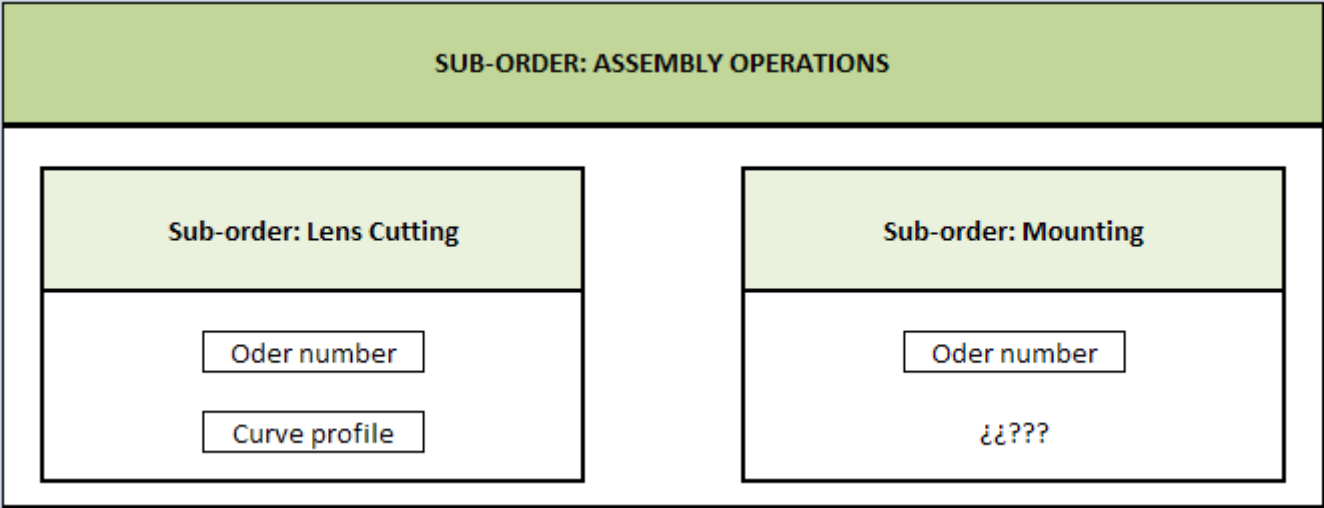 SUB-ORDER: ASSEMBLY OPERATIONS
Sub-order: Lens Cutting
Oder number
Curve profile
Sub-order: Mounting
Oder number
¿¿???